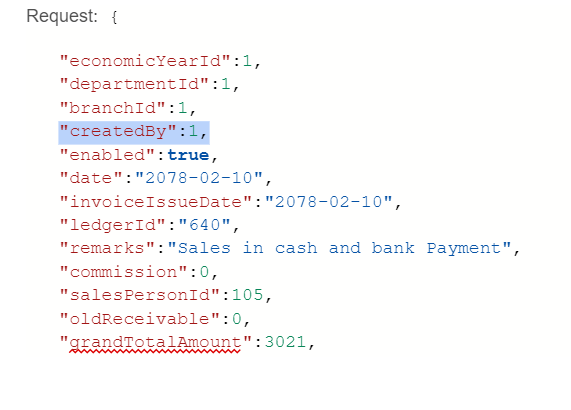 Request: {
"economicYearId":1,
"departmentId":1,
"branchId":1,
"createdBy":1,
"enabled":true,
"date":"2078-02-10",
"invoiceIssueDate":"2078-02-10",
"ledgerId":"640",
"remarks":"Sales in cash and bank Payment",
"commission":0,
"salesPersonId":105,
"oldReceivable":0,
"grandTotalAmount":3021,